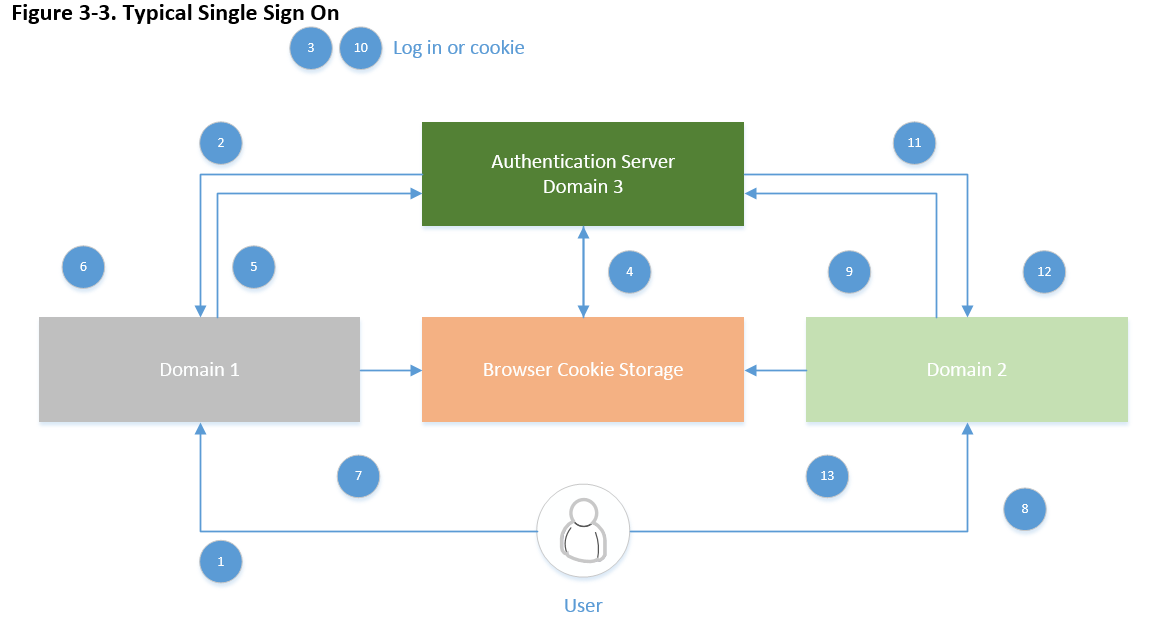 Figure 3-3. Typical Single Sign On
3 10 Log in or cookie
2
11
Authentication Server
Domain 3
6
5
4
9
12
Domain 1
Browser Cookie Storage
Domain 2
7
13
8
1
User